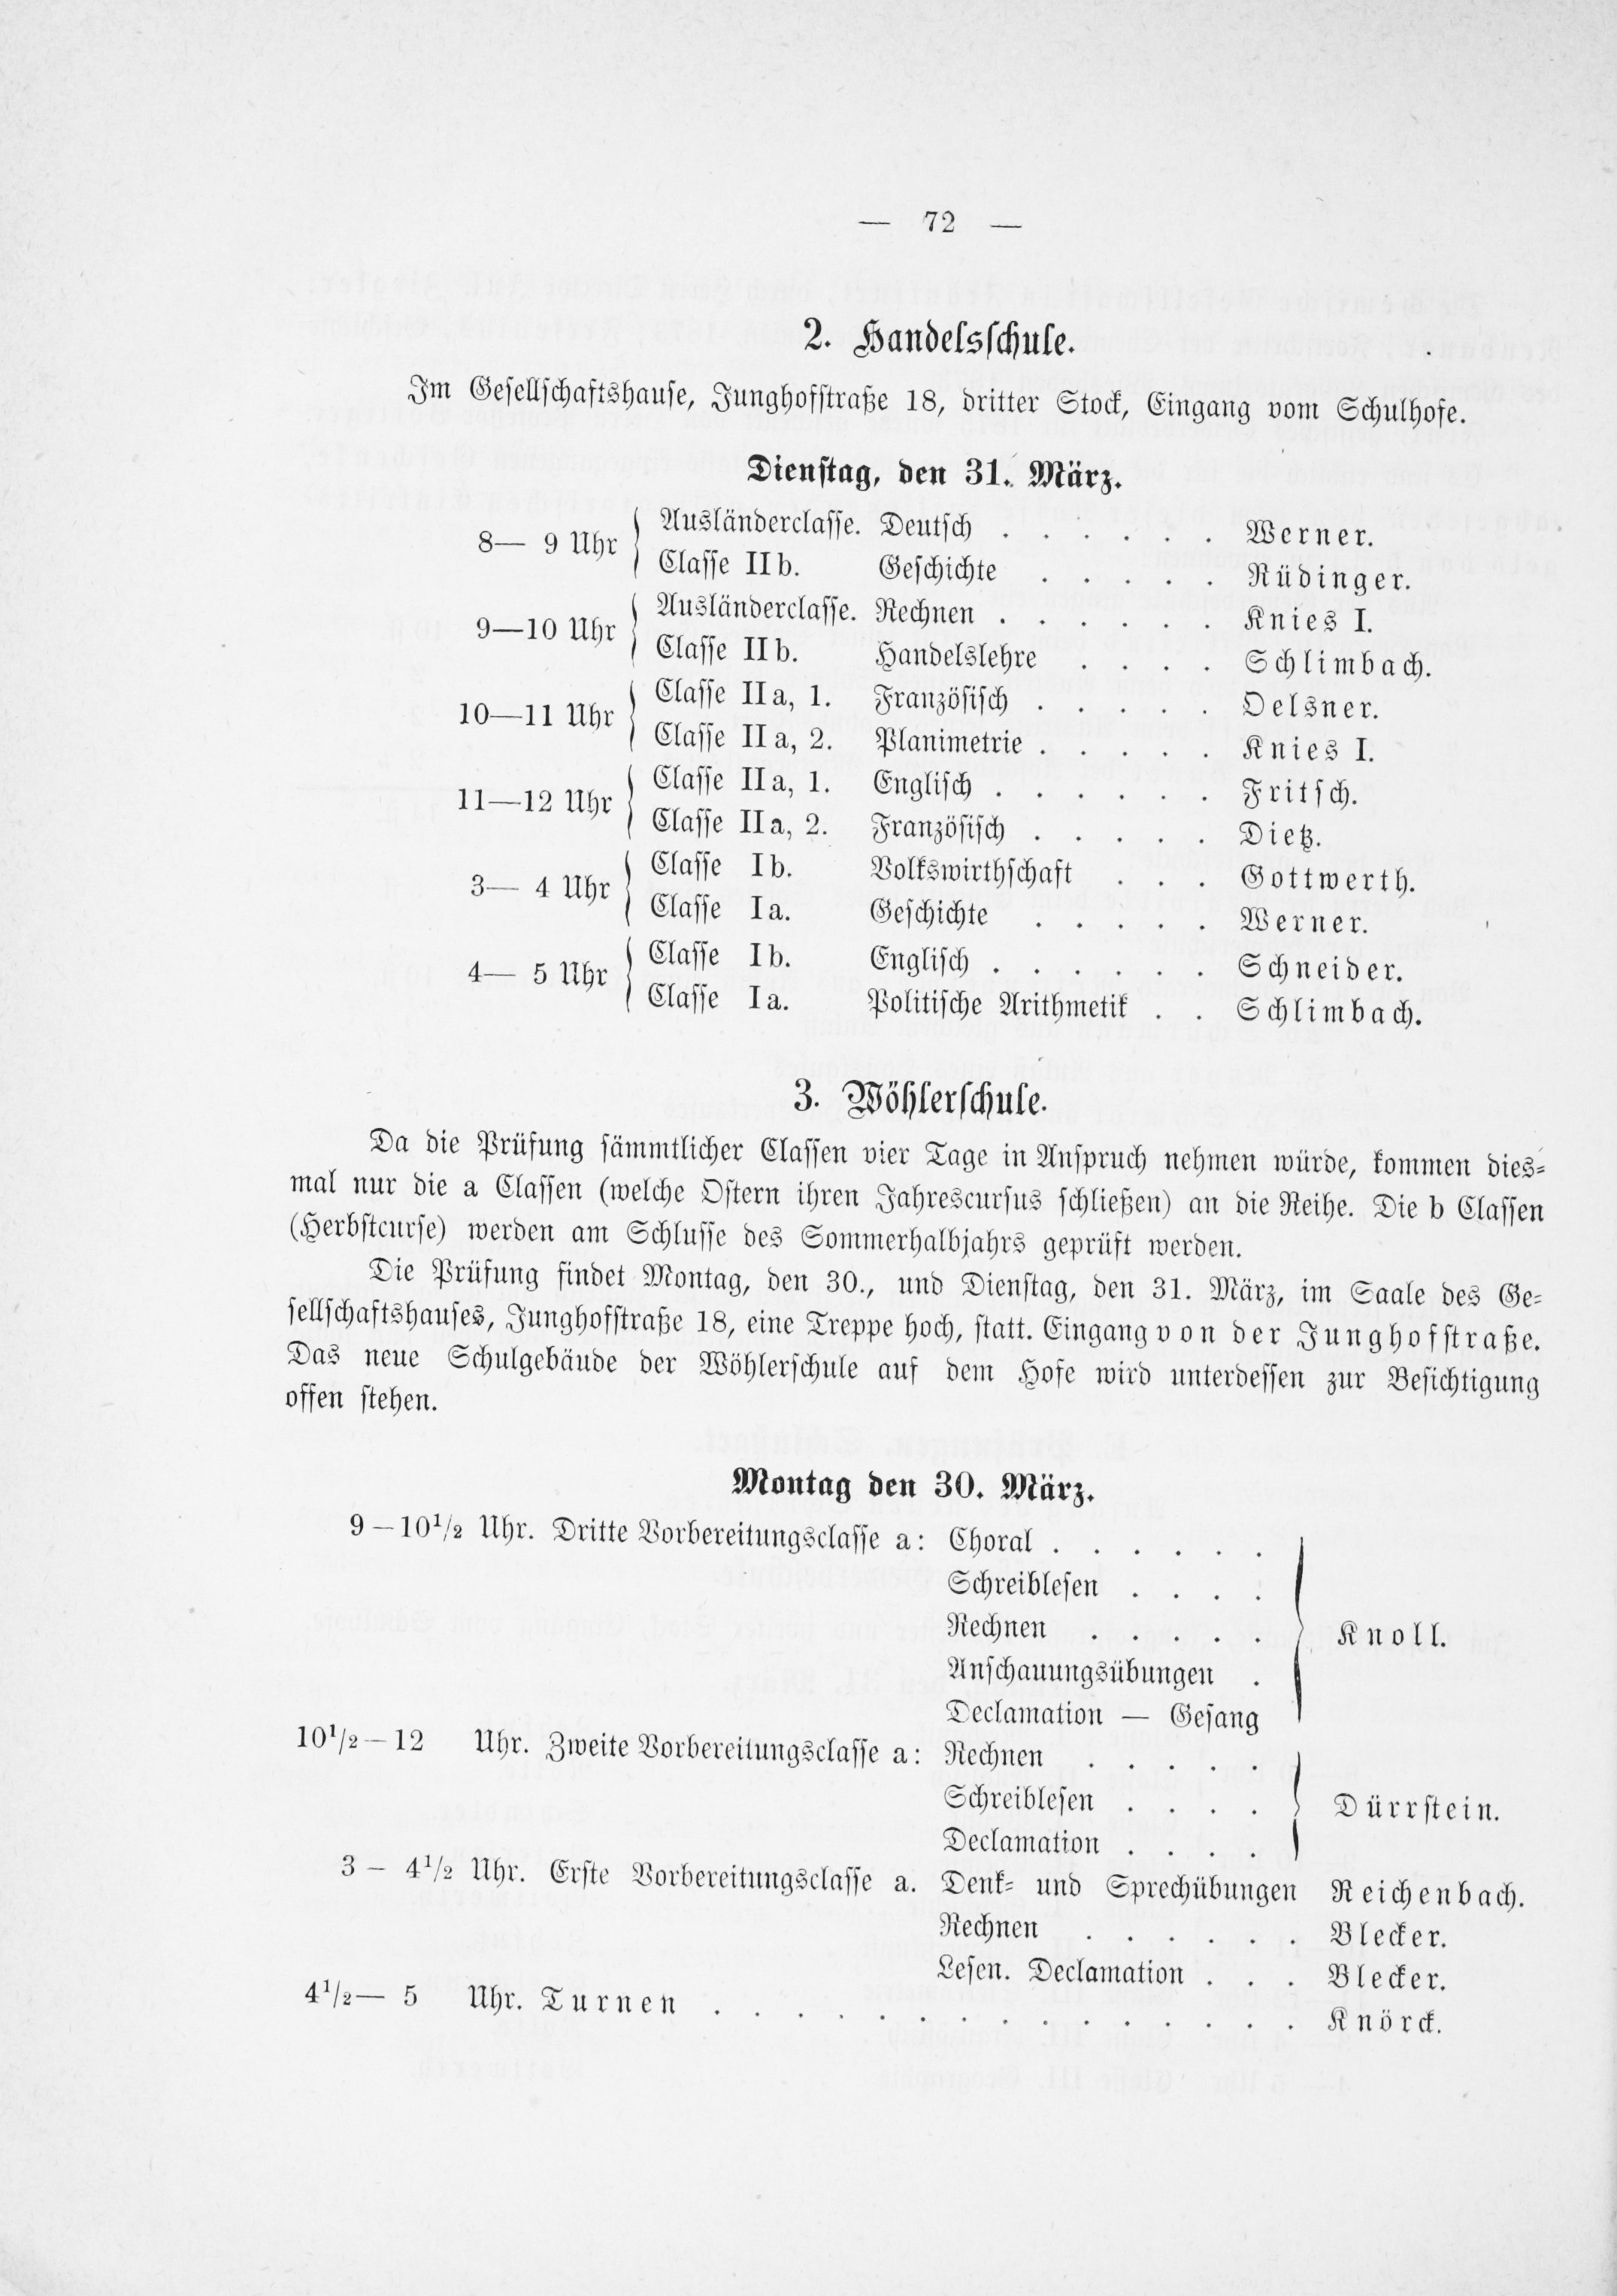 — 72 —
2. Handelsschule.
Im Gesellschaftshause, Junghofstraße 18, dritter Stock, Eingang vom Schulhofe.
Dienstag, den 31. März.
8— 9 Uhr Ausländerclasse. Deutsch . . . . . . Werner.
Classe IIb. Geschichte . . . . . Rüdinger.
9—10 Uhr Ausländerclasse. Rechnen . . . . . . Knies I.
Classe IIb. Handelslehre . . . . Schlimbach.
10—11 Uhr Classe IIa, 1. Französisch . . . . . Oelsner.
Classe IIa, 2. Planimetrie . . . . . Knies I.
11—12 Uhr Classe IIa, 1. Englisch . . . . . . Fritsch.
Classe IIa, 2. Französisch . . . . . Dietz.
3— 4 Uhr Classe Ib. Volkswirthschaft . . . Gottwerth.
Classe Ia. Geschichte . . . . . Werner.
4— 5 Uhr Classe Ib. Englisch . . . . . . Schneider.
Classe Ia. Politische Arithmetik . . Schlimbach.
3. Wöhlerschule.
Da die Prüfung sämmtlicher Classen vier Tage in Anspruch nehmen würde, kommen dies-
mal nur die a Classen (welche Ostern ihren Jahrescursus schließen) an die Reihe. Die b Classen
(Herbstcurse) werden am Schlusse des Sommerhalbjahrs geprüft werden.
Die Prüfung findet Montag, den 30., und Dienstag, den 31. März, im Saale des Ge-
sellschaftshauses, Junghofstraße 18, eine Treppe hoch, statt. Eingang von der Junghofstraße.
Das neue Schulgebäude der Wöhlerschule auf dem Hofe wird unterdessen zur Besichtigung
offen stehen.
Montag den 30. März.
9—10½ Uhr. Dritte Vorbereitungsclasse a: Choral . . . . . .
Schreiblesen . . . .
Rechnen . . . . . Knoll.
Anschauungsübungen .
Declamation — Gesang
10½—12 Uhr. Zweite Vorbereitungsclasse a: Rechnen . . . . .
Schreiblesen . . . . Dürrstein.
Declamation . . . .
3 — 4½ Uhr. Erste Vorbereitungsclasse a. Denk- und Sprechübungen Reichenbach.
Rechnen . . . . . . Blecker.
Lesen. Declamation . . . Blecker.
4½— 5 Uhr. Turnen . . . . . . . . . . . . . . . Knörck.